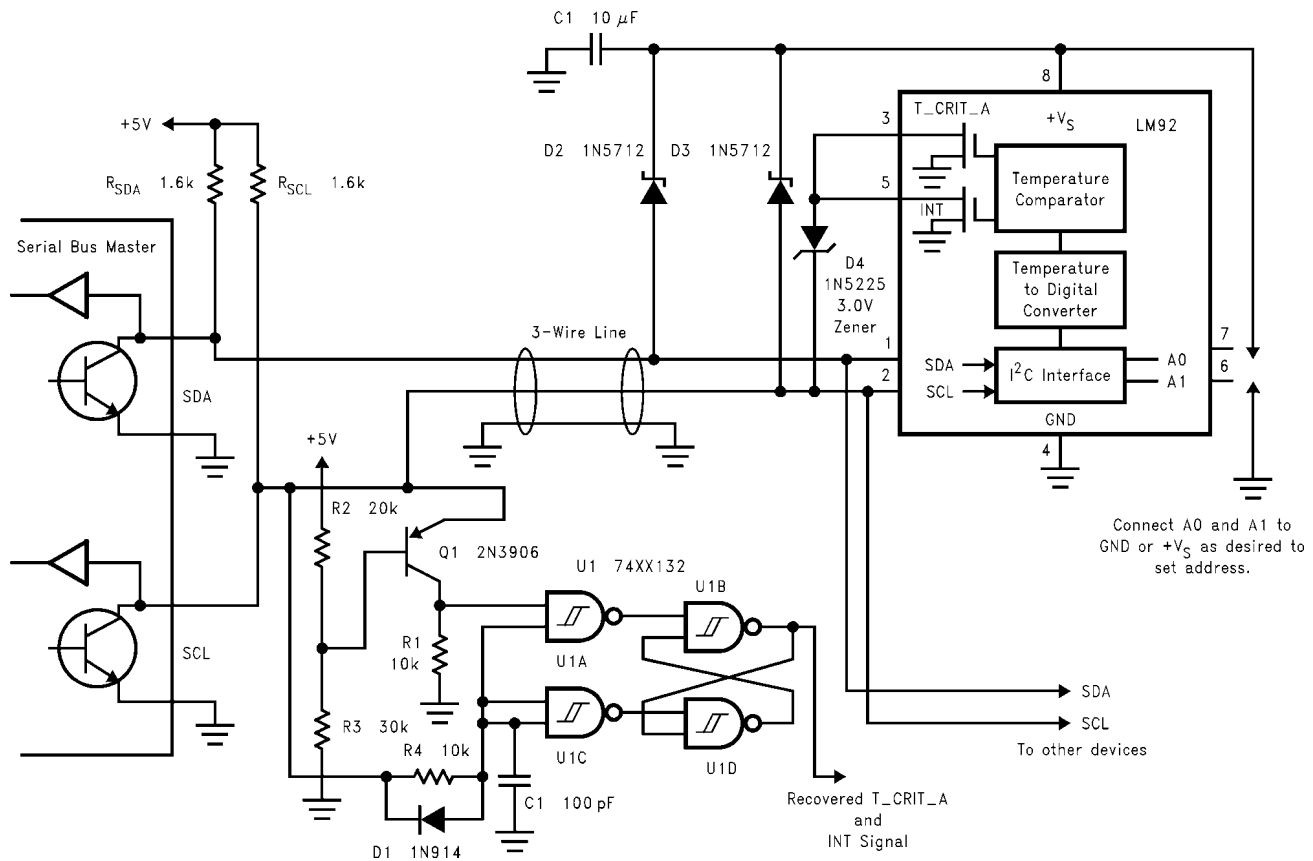 C1 10 μF
+5V
R_SDA 1.6k
R_SCL 1.6k
D2 1N5712
D3 1N5712
3
T_CRIT_A
8
+V_S
LM92
5
INT
Temperature
Comparator
Serial Bus Master
D4
1N5225
3.0V
Zener
Temperature
to Digital
Converter
3-Wire Line
1
2
SDA
SCL
I²C Interface
A0
A1
7
6
GND
4
SDA
+5V
R2 20k
Q1 2N3906
Connect A0 and A1 to
GND or +V_S as desired to
set address.
U1 74XX132
U1B
R1
10k
U1A
SCL
R3 30k
R4 10k
U1C
U1D
SDA
SCL
To other devices
C1 100pF
D1 1N914
Recovered T_CRIT_A
and
INT Signal